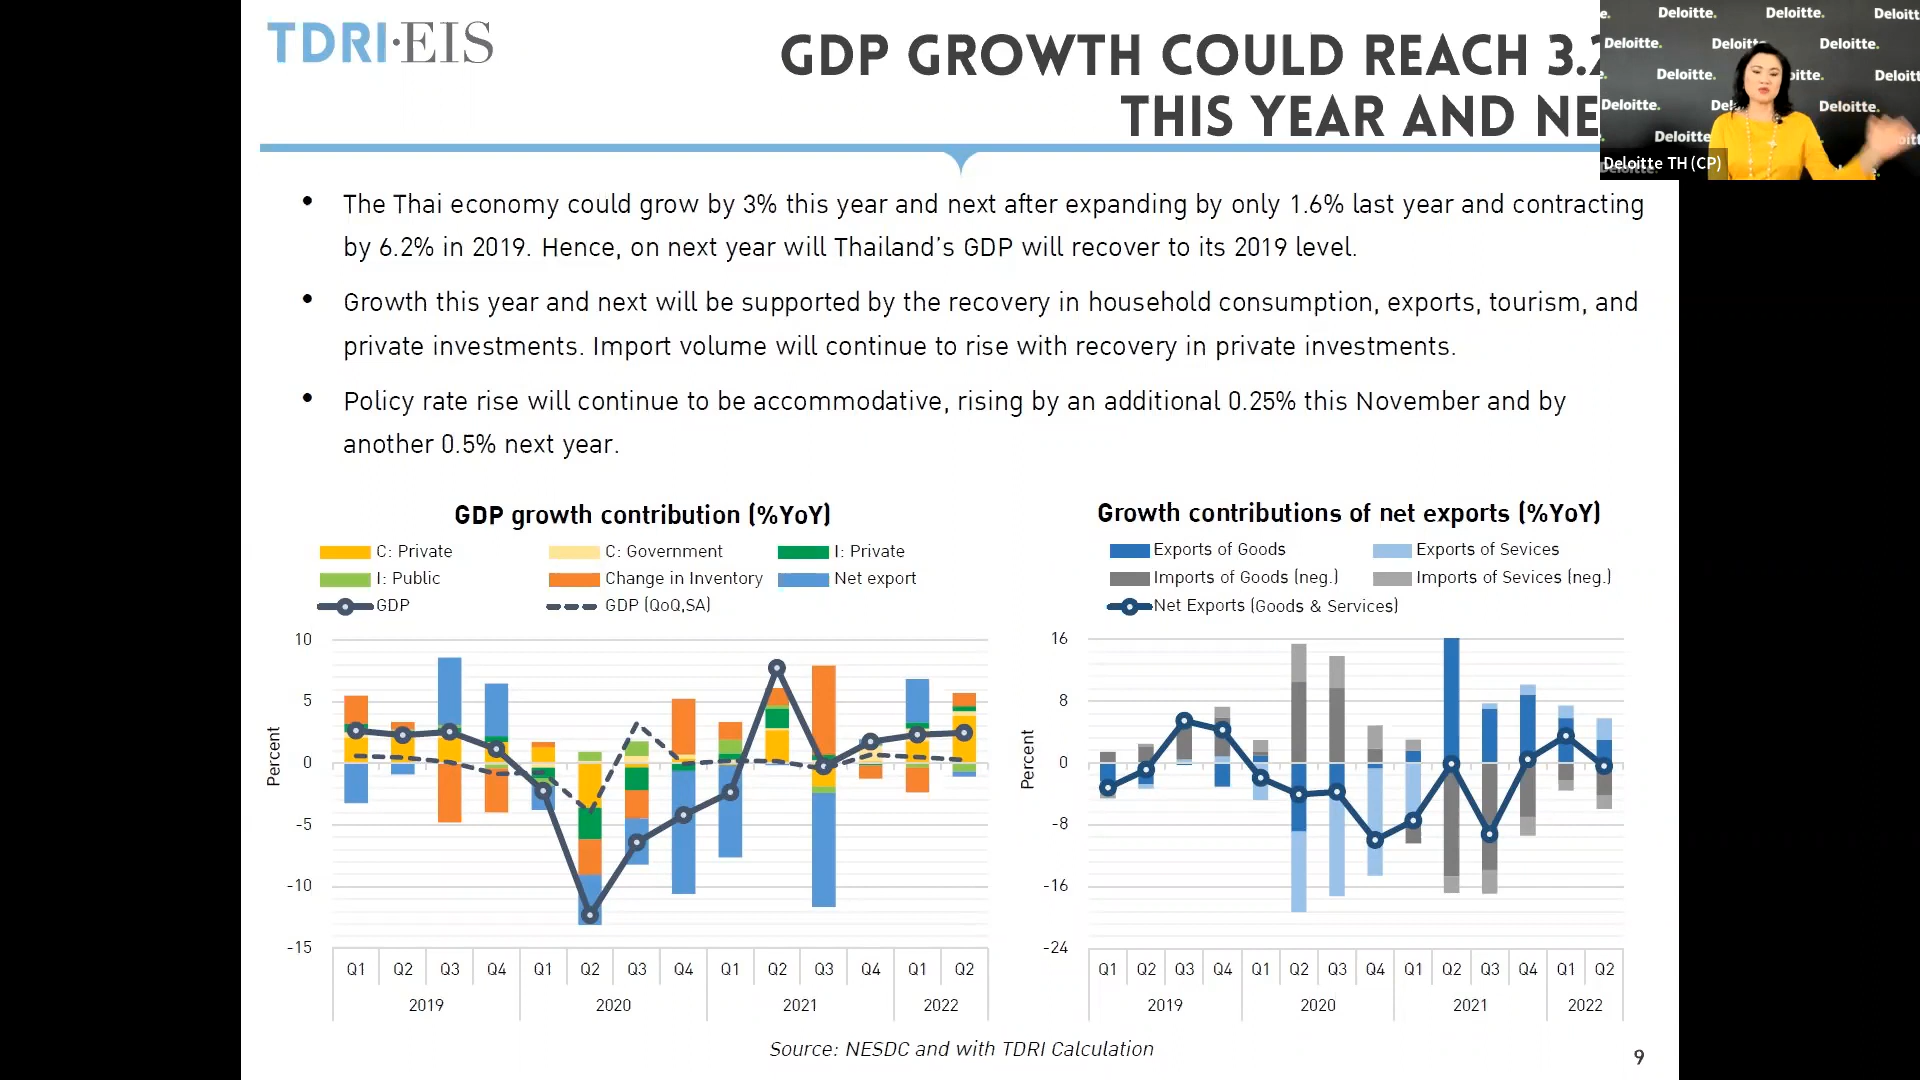 TDRI·EIS
GDP GROWTH COULD REACH 3.2
THIS YEAR AND NE
Deloitte. Deloitte. Deloitt
Deloitte. Deloitte.
Deloitte. Deloitt
Deloitte. Deloitte.
Deloitte
Deloitte TH (CP)
• The Thai economy could grow by 3% this year and next after expanding by only 1.6% last year and contracting
by 6.2% in 2019. Hence, on next year will Thailand's GDP will recover to its 2019 level.
• Growth this year and next will be supported by the recovery in household consumption, exports, tourism, and
private investments. Import volume will continue to rise with recovery in private investments.
• Policy rate rise will continue to be accommodative, rising by an additional 0.25% this November and by
another 0.5% next year.
GDP growth contribution (%YoY)
C: Private C: Government I: Private
I: Public Change in Inventory Net export
GDP GDP (QoQ,SA)
Percent
10
5
0
-5
-10
-15
Q1 Q2 Q3 Q4 Q1 Q2 Q3 Q4 Q1 Q2 Q3 Q4 Q1 Q2
2019 2020 2021 2022
Growth contributions of net exports (%YoY)
Exports of Goods Exports of Sevices
Imports of Goods (neg.) Imports of Sevices (neg.)
Net Exports (Goods & Services)
Percent
16
8
0
-8
-16
-24
Q1 Q2 Q3 Q4 Q1 Q2 Q3 Q4 Q1 Q2 Q3 Q4 Q1 Q2
2019 2020 2021 2022
Source: NESDC and with TDRI Calculation
9